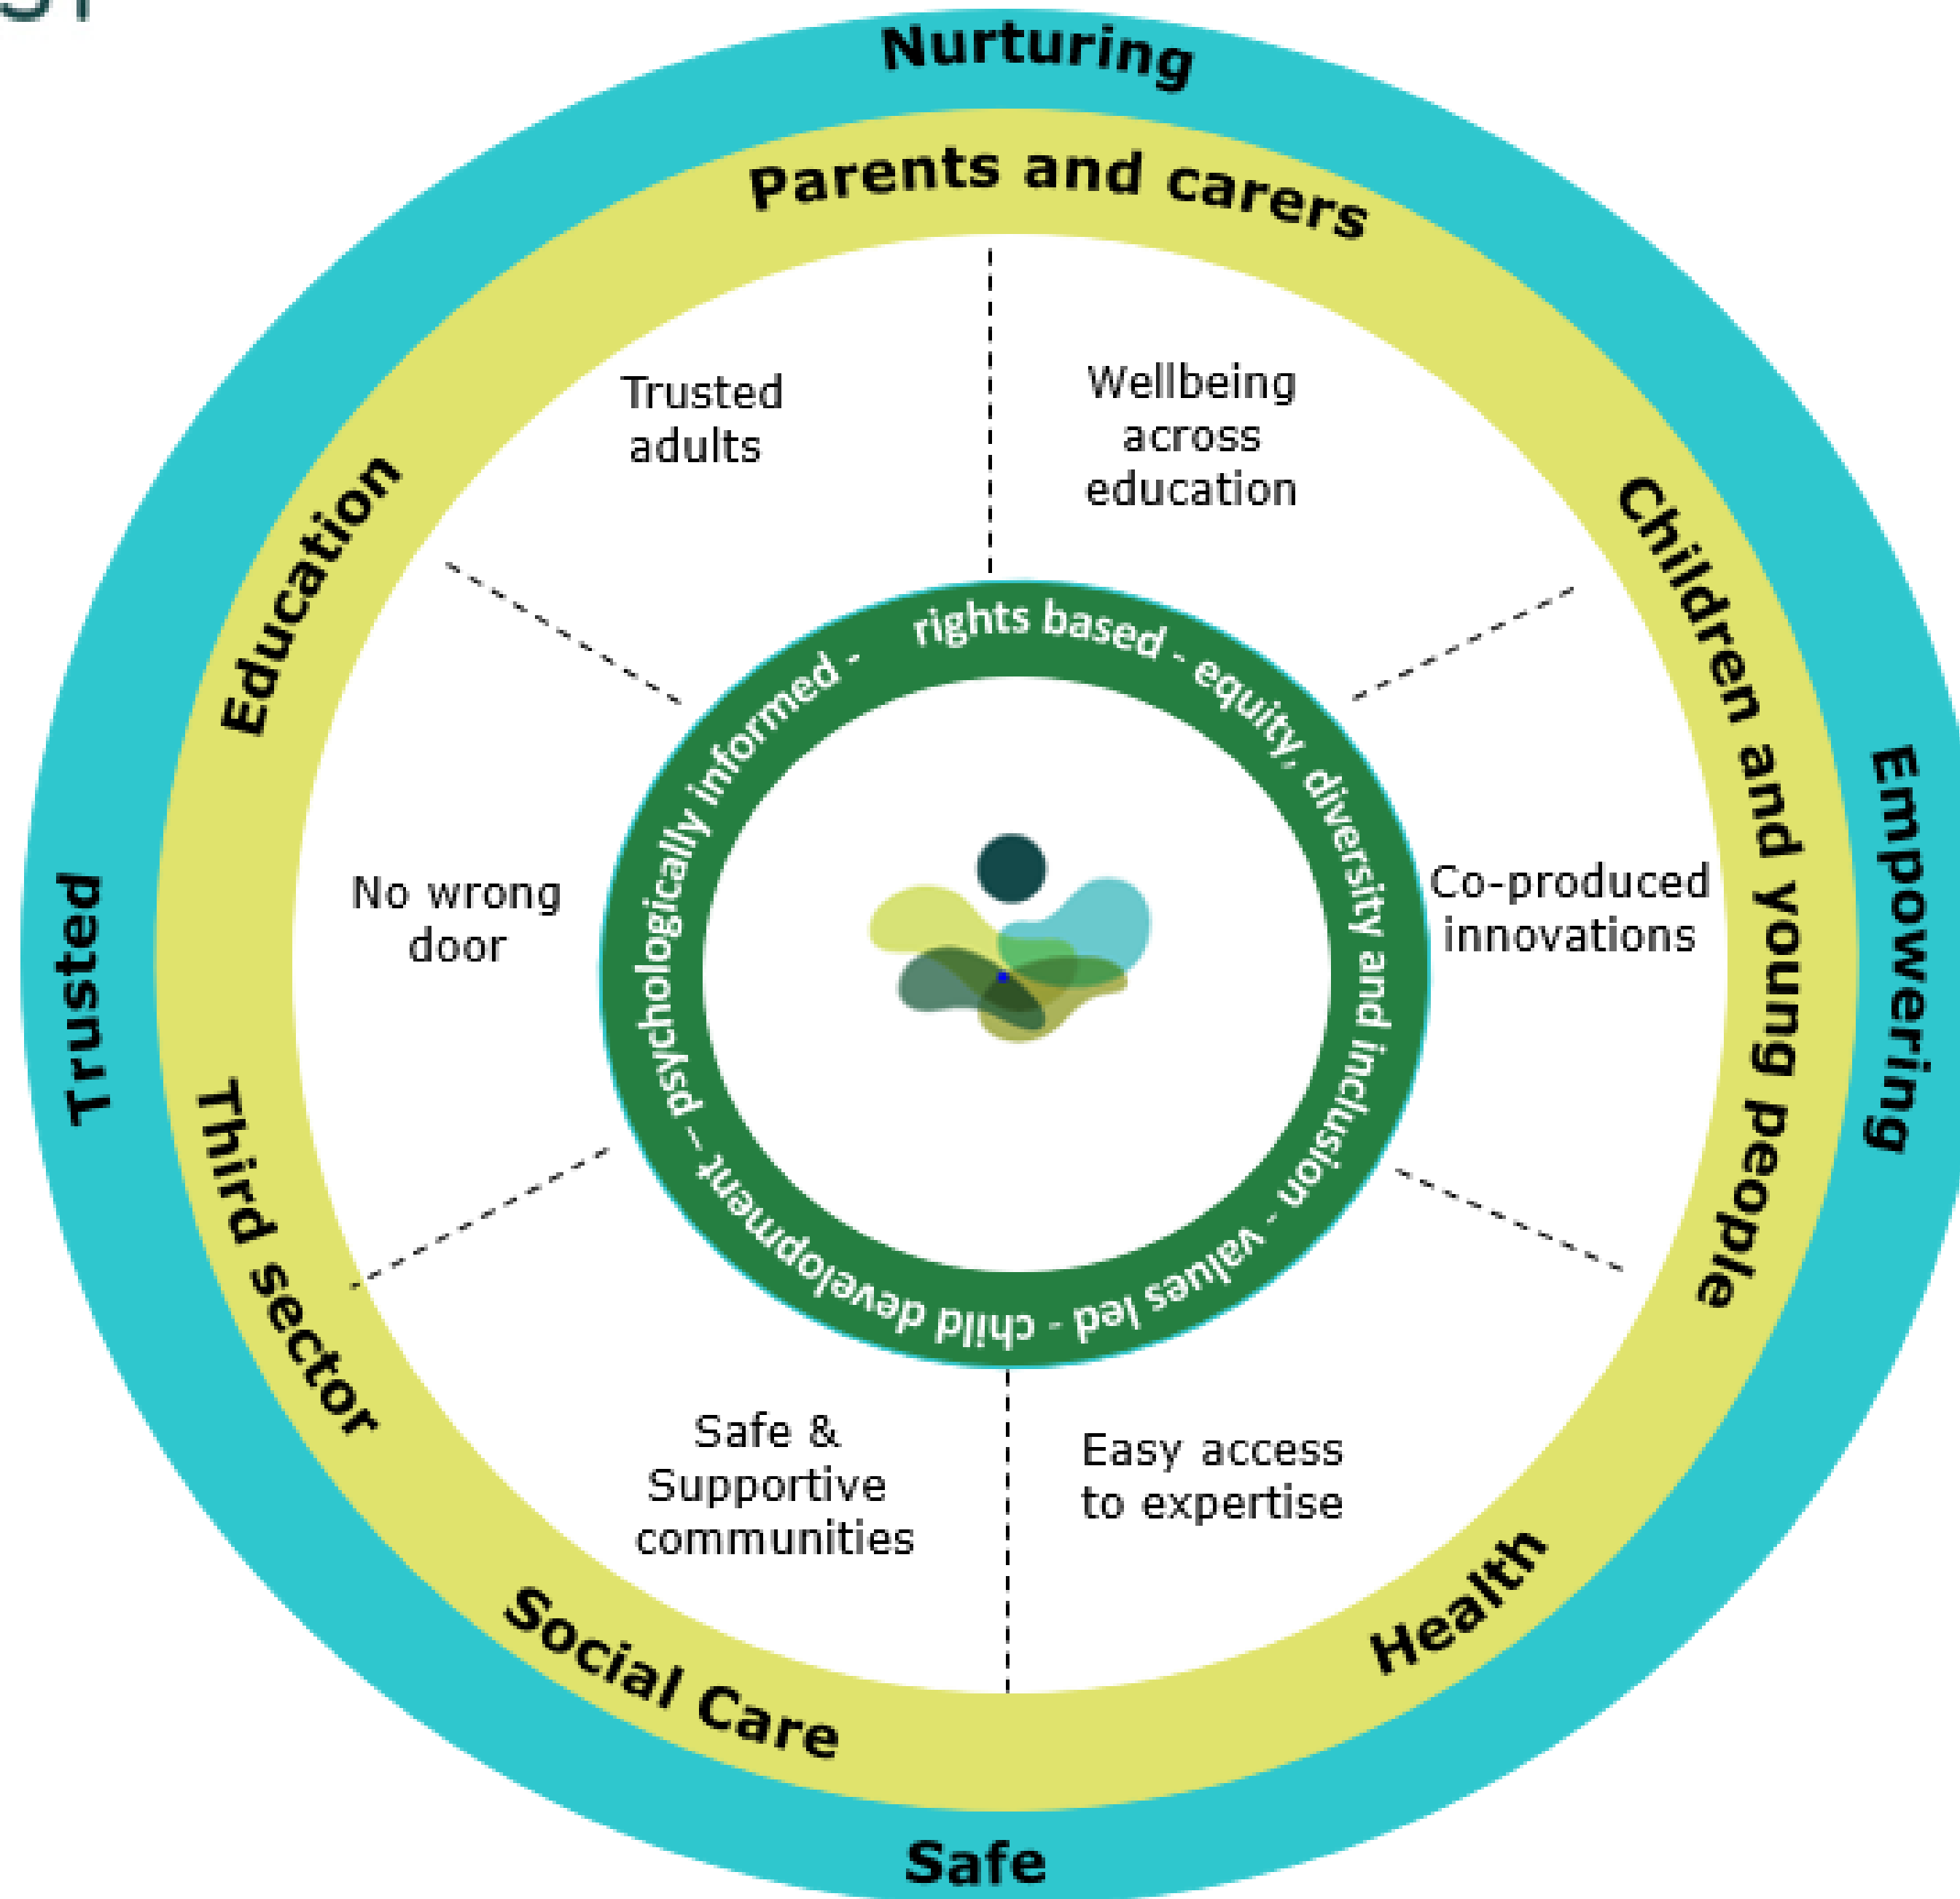 Nurturing
Parents and carers
Trusted
adults
Wellbeing
across
education
Education
Children and young people
rights based - equity, diversity and inclusion - values led - child development – psychologically informed -
No wrong
door
Co-produced
innovations
Trusted
Empowering
Third sector
Safe &
Supportive
communities
Easy access
to expertise
Health
Social Care
Safe